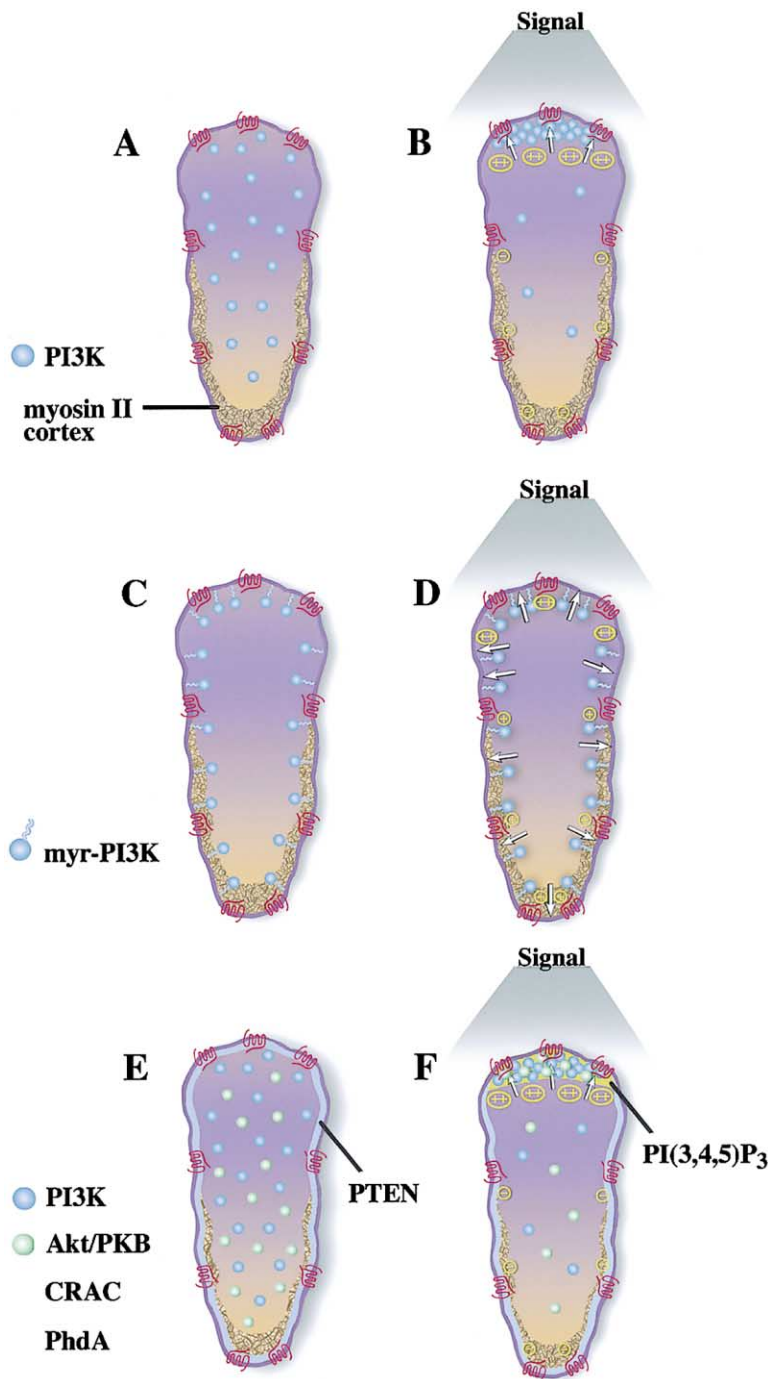 Signal
A
B
PI3K
myosin II
cortex
Signal
C
D
myr-PI3K
Signal
E
F
PI(3,4,5)P3
PTEN
PI3K
Akt/PKB
CRAC
PhdA